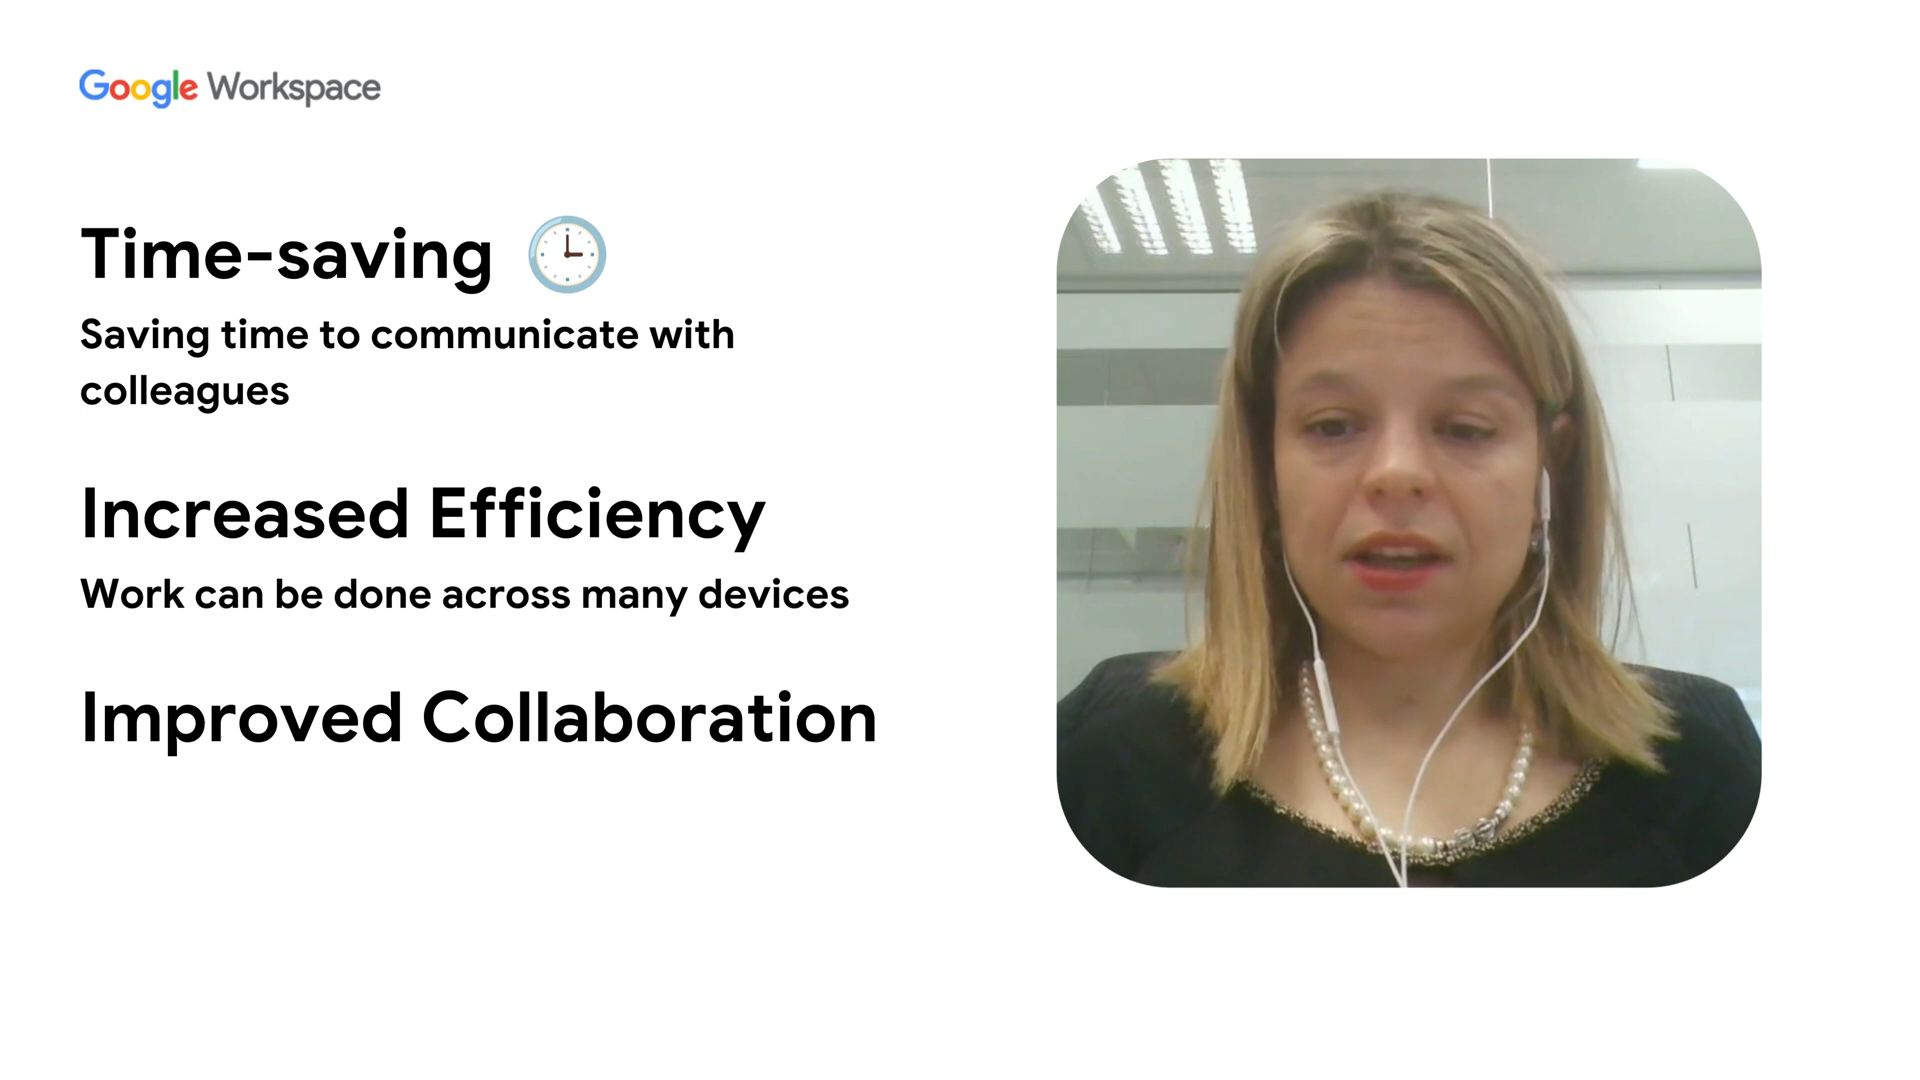 Google Workspace
Time-saving
Saving time to communicate with
colleagues
Increased Efficiency
Work can be done across many devices
Improved Collaboration